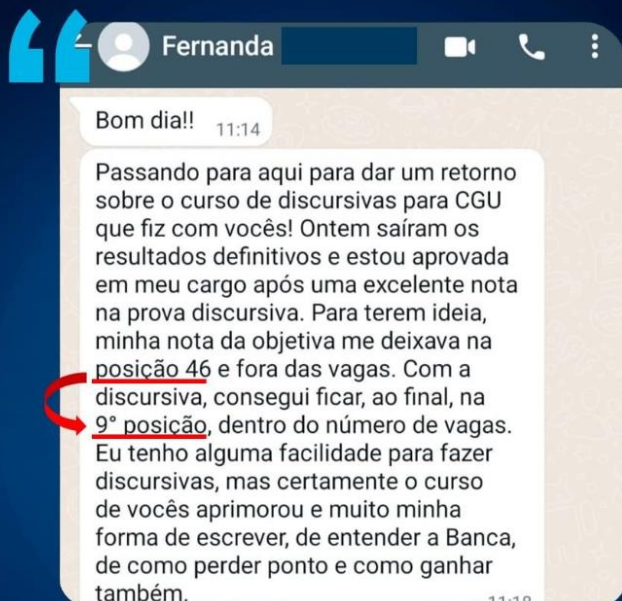 Fernanda
Bom dia!! 11:14
Passando para aqui para dar um retorno
sobre o curso de discursivas para CGU
que fiz com vocês! Ontem saíram os
resultados definitivos e estou aprovada
em meu cargo após uma excelente nota
na prova discursiva. Para terem ideia,
minha nota da objetiva me deixava na
posição 46 e fora das vagas. Com a
discursiva, consegui ficar, ao final, na
9° posição, dentro do número de vagas.
Eu tenho alguma facilidade para fazer
discursivas, mas certamente o curso
de vocês aprimorou e muito minha
forma de escrever, de entender a Banca,
de como perder ponto e como ganhar
também.